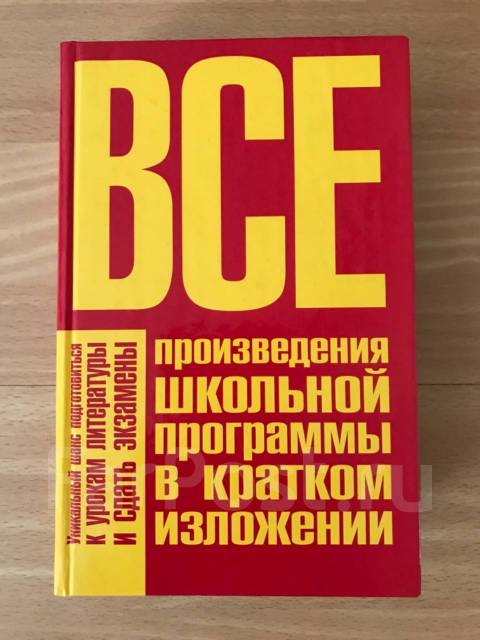 ВСЕ
произведения
школьной
программы
в кратком
изложении
Уникальный шанс подготовиться
к урокам литературы
и сдать экзамены